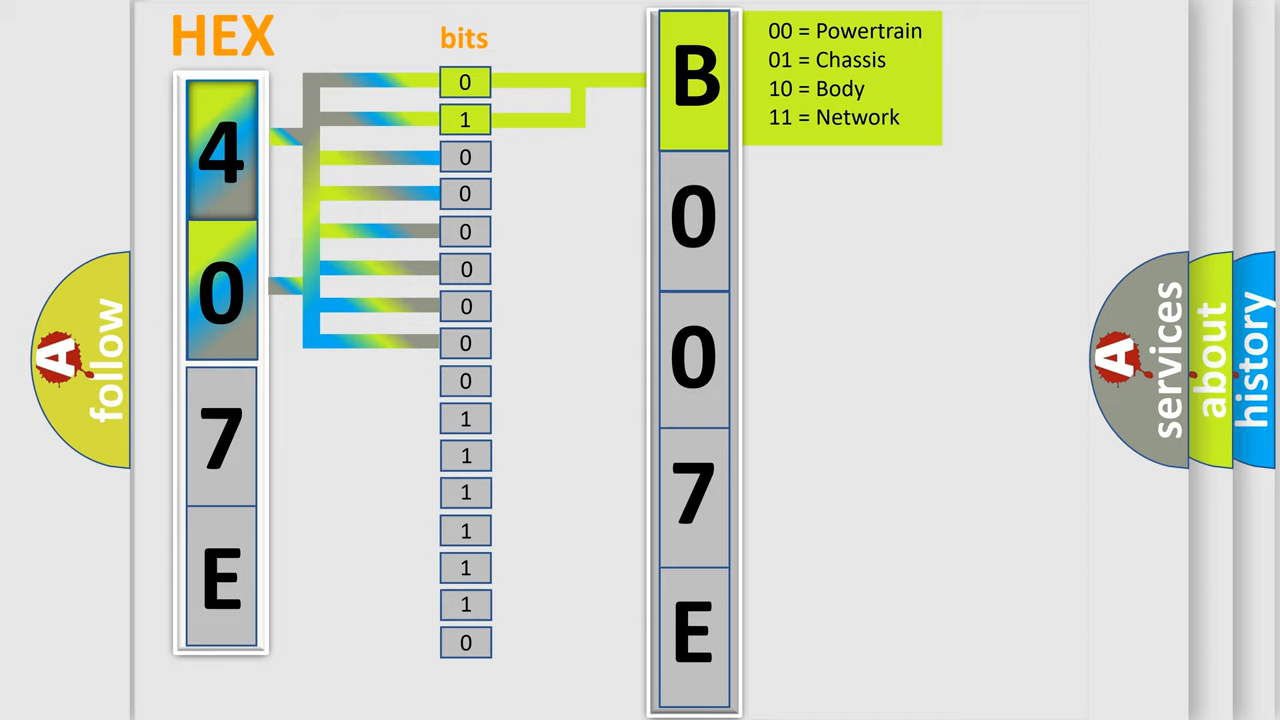 HEX
bits
4
0
7
E
0
1
0
0
0
0
0
0
0
1
1
1
1
1
1
0
B
0
0
7
E
00 = Powertrain
01 = Chassis
10 = Body
11 = Network
A
follow
A
services
about
history